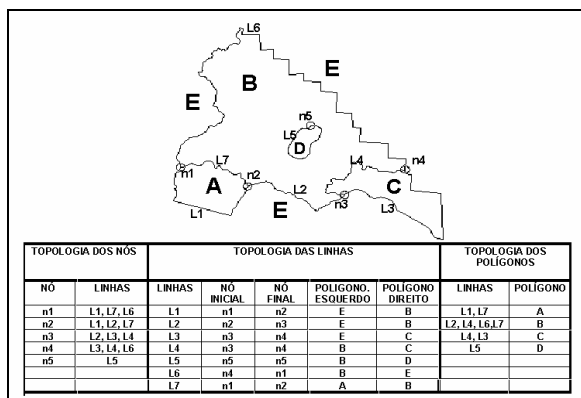 L6
B
E
E
n5
L5
D
L4
n4
n1
L7
n2
A
L2
C
n3
L3
L1
E
TOPOLOGIA DOS NÓS TOPOLOGIA DAS LINHAS TOPOLOGIA DOS POLÍGONOS
NÓ LINHAS LINHAS NÓ INICIAL NÓ FINAL POLIGONO. ESQUERDO POLÍGONO DIREITO LINHAS POLÍGONO
n1 L1, L7, L6 L1 n1 n2 E B L1, L7 A
n2 L1, L2, L7 L2 n2 n3 E B L2, L4, L6,L7 B
n3 L2, L3, L4 L3 n3 n4 E C L4, L3 C
n4 L3, L4, L6 L4 n3 n4 B C L5 D
n5 L5 L5 n5 n5 B D
L6 n4 n1 B E
L7 n1 n2 A B